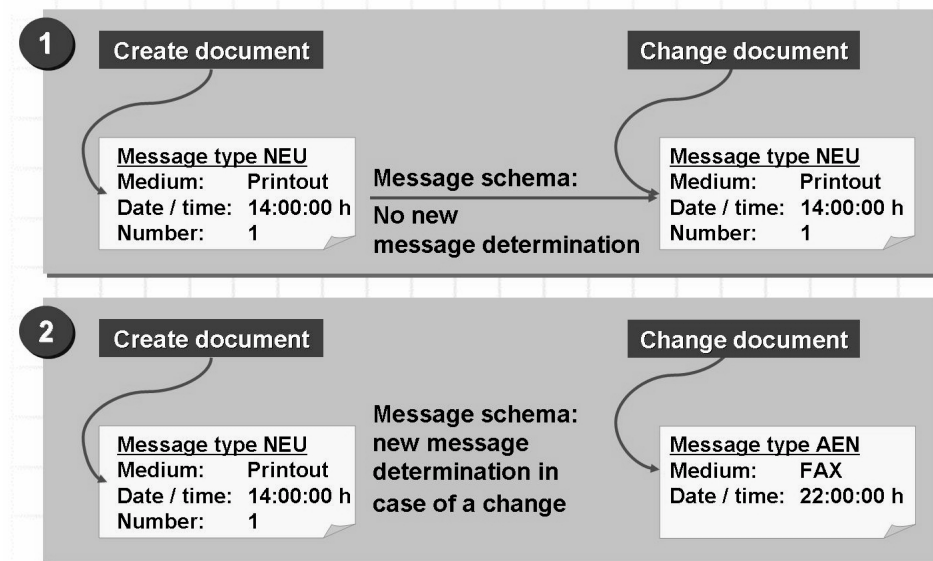 1
Create document
Change document
Message type NEU
Medium: Printout
Date / time: 14:00:00 h
Number: 1
Message schema:
No new
message determination
Message type NEU
Medium: Printout
Date / time: 14:00:00 h
Number: 1
2
Create document
Change document
Message type NEU
Medium: Printout
Date / time: 14:00:00 h
Number: 1
Message schema:
new message
determination in
case of a change
Message type AEN
Medium: FAX
Date / time: 22:00:00 h